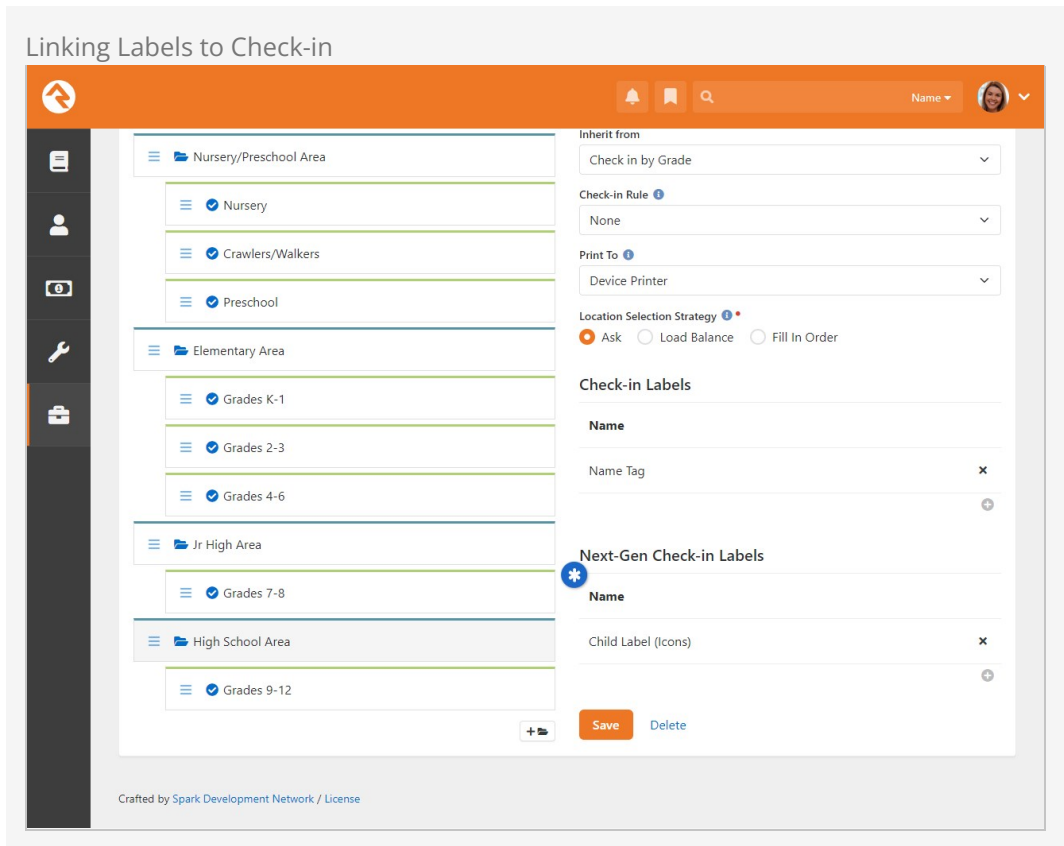 Linking Labels to Check-in
Name
Nursery/Preschool Area
Nursery
Crawlers/Walkers
Preschool
Elementary Area
Grades K-1
Grades 2-3
Grades 4-6
Jr High Area
Grades 7-8
High School Area
Grades 9-12
Inherit from
Check in by Grade
Check-in Rule
None
Print To
Device Printer
Location Selection Strategy
Ask Load Balance Fill In Order
Check-in Labels
Name
Name Tag
Next-Gen Check-in Labels
Name
Child Label (Icons)
Save Delete
Crafted by Spark Development Network / License